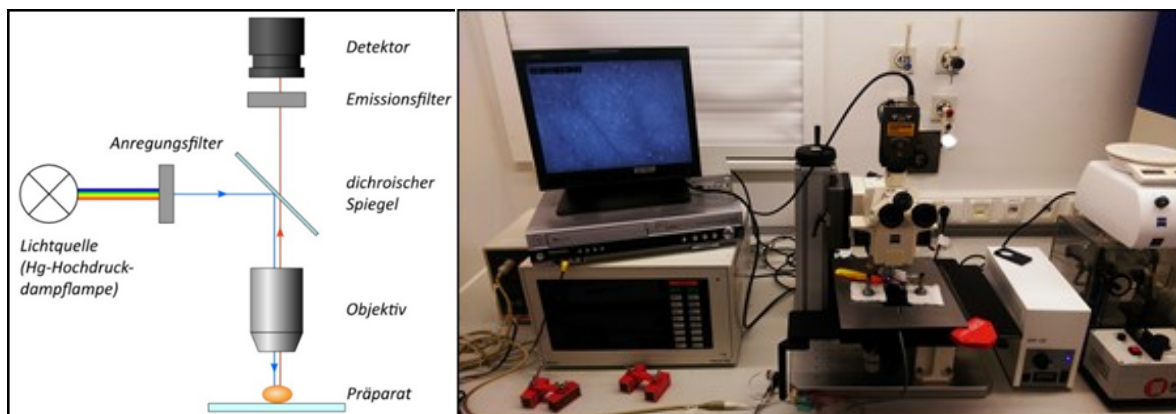 Detektor
Emissionsfilter
Anregungsfilter
dichroischer
Spiegel
Lichtquelle
(Hg-Hochdruck-
dampflampe)
Objektiv
Präparat